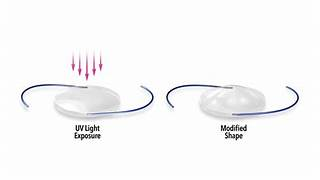 UV Light
Exposure
Modified
Shape